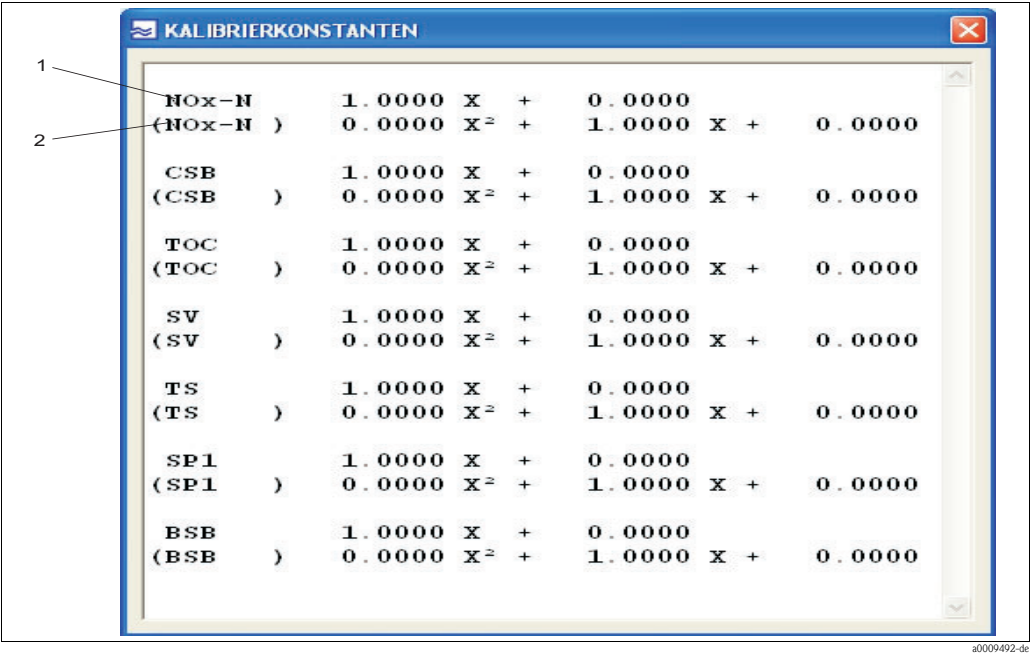 KALIBRIERKONSTANTEN
1
NOx-N 1.0000 X + 0.0000
2
(NOx-N ) 0.0000 X² + 1.0000 X + 0.0000
CSB 1.0000 X + 0.0000
(CSB ) 0.0000 X² + 1.0000 X + 0.0000
TOC 1.0000 X + 0.0000
(TOC ) 0.0000 X² + 1.0000 X + 0.0000
SV 1.0000 X + 0.0000
(SV ) 0.0000 X² + 1.0000 X + 0.0000
TS 1.0000 X + 0.0000
(TS ) 0.0000 X² + 1.0000 X + 0.0000
SP1 1.0000 X + 0.0000
(SP1 ) 0.0000 X² + 1.0000 X + 0.0000
BSB 1.0000 X + 0.0000
(BSB ) 0.0000 X² + 1.0000 X + 0.0000
a0009492-de